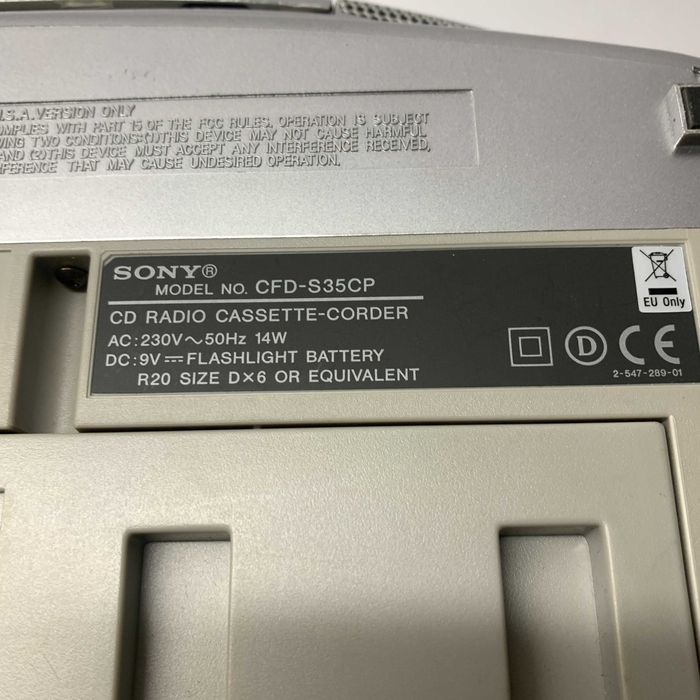 U.S.A. VERSION ONLY
COMPLIES WITH PART 15 OF THE FCC RULES, OPERATION IS SUBJECT
WING TWO CONDITIONS:(1)THIS DEVICE MAY NOT CAUSE HARMFUL
AND (2)THIS DEVICE MUST ACCEPT ANY INTERFERENCE RECEIVED,
ERFERENCE THAT MAY CAUSE UNDESIRED OPERATION.
SONY®
MODEL NO. CFD-S35CP
CD RADIO CASSETTE-CORDER
AC:230V～50Hz 14W
DC:9V⎓FLASHLIGHT BATTERY
R20 SIZE D×6 OR EQUIVALENT
EU Only
D CE
2-547-289-01